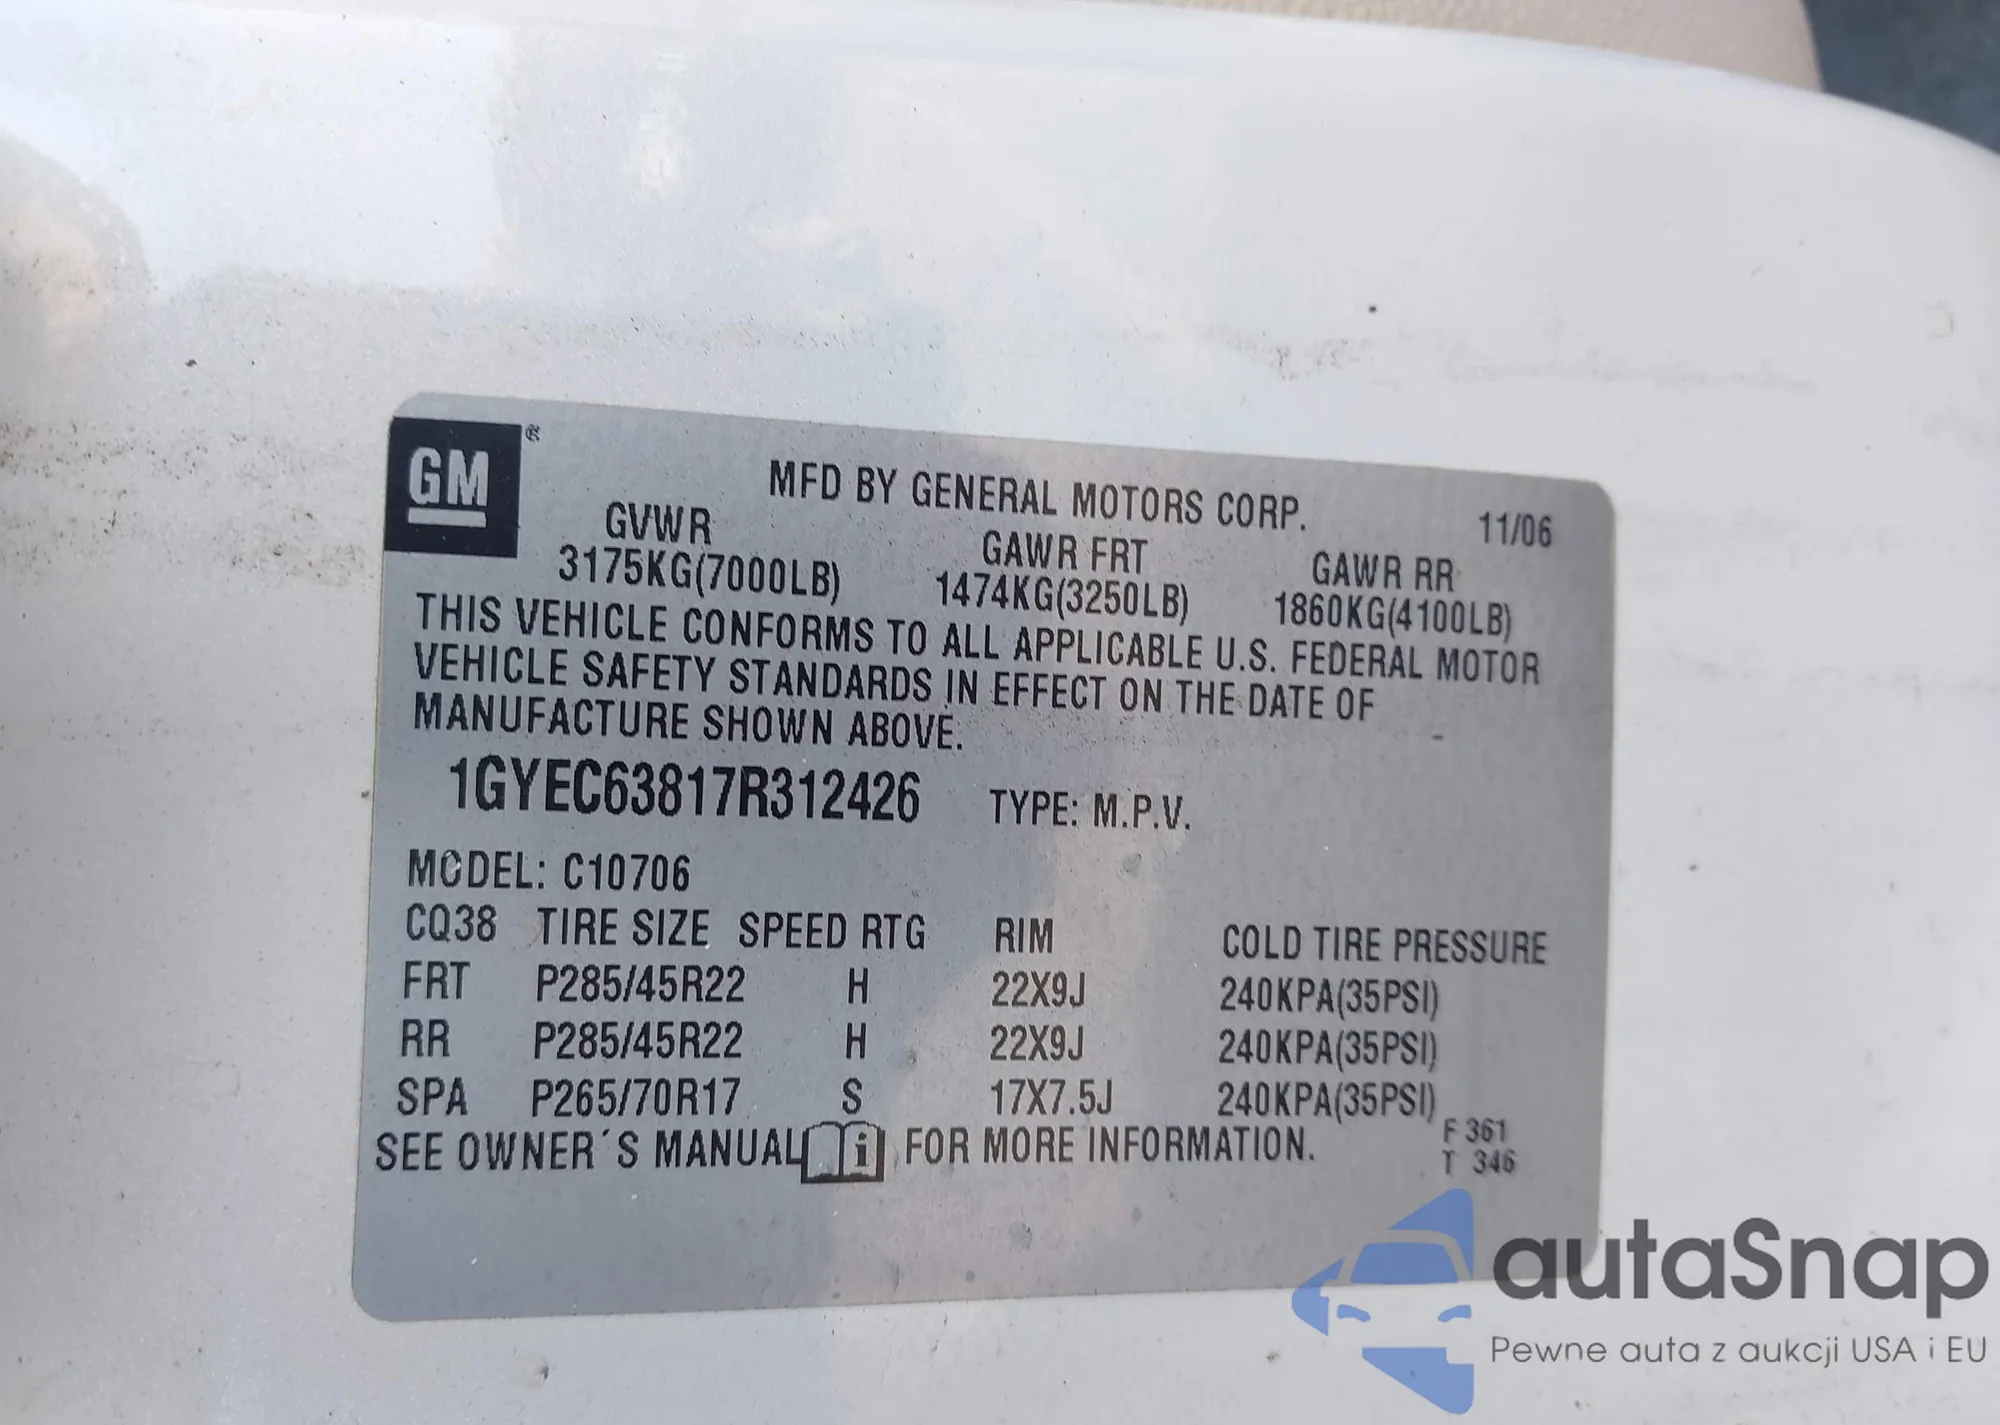 GM ®
MFD BY GENERAL MOTORS CORP. 11/06
GVWR GAWR FRT GAWR RR
3175KG(7000LB) 1474KG(3250LB) 1860KG(4100LB)
THIS VEHICLE CONFORMS TO ALL APPLICABLE U.S. FEDERAL MOTOR
VEHICLE SAFETY STANDARDS IN EFFECT ON THE DATE OF
MANUFACTURE SHOWN ABOVE.
1GYEC63817R312426 TYPE: M.P.V.
MODEL: C10706
CQ38 TIRE SIZE SPEED RTG RIM COLD TIRE PRESSURE
FRT P285/45R22 H 22X9J 240KPA(35PSI)
RR P285/45R22 H 22X9J 240KPA(35PSI)
SPA P265/70R17 S 17X7.5J 240KPA(35PSI)
SEE OWNER´S MANUAL i FOR MORE INFORMATION.
F 361
T 346
autaSnap
Pewne auta z aukcji USA i EU